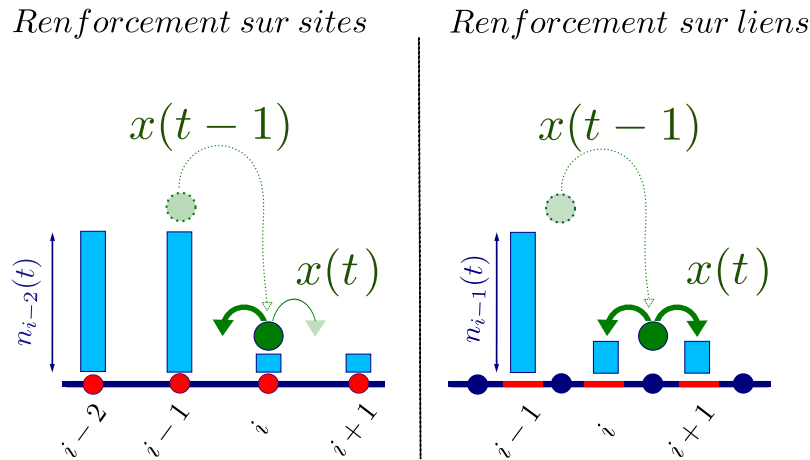 Renforcement sur sites
x(t − 1)
x(t)
n_{i−2}(t)
i − 2
i − 1
i
i + 1
Renforcement sur liens
x(t − 1)
x(t)
n_{i−1}(t)
i − 1
i
i + 1